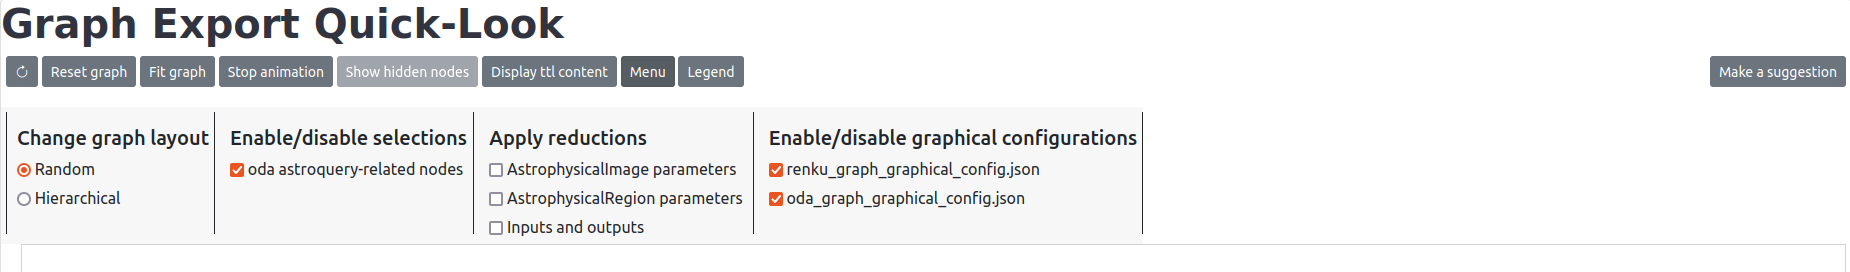 Graph Export Quick-Look
Reset graph Fit graph Stop animation Show hidden nodes Display ttl content Menu Legend Make a suggestion
Change graph layout
Random
Hierarchical
Enable/disable selections
oda astroquery-related nodes
Apply reductions
AstrophysicalImage parameters
AstrophysicalRegion parameters
Inputs and outputs
Enable/disable graphical configurations
renku_graph_graphical_config.json
oda_graph_graphical_config.json